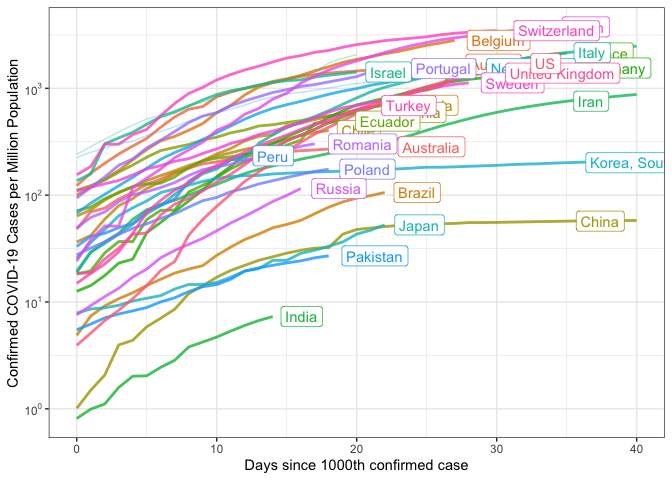 Confirmed COVID-19 Cases per Million Population
10³
10²
10¹
10⁰
Switzerland
Belgium
Italy
US
Portugal
Israel
United Kingdom
Sweden
Iran
Turkey
Ecuador
Romania
Australia
Peru
Korea, Sou
Poland
Russia
Brazil
China
Japan
Pakistan
India
0
10
20
30
40
Days since 1000th confirmed case